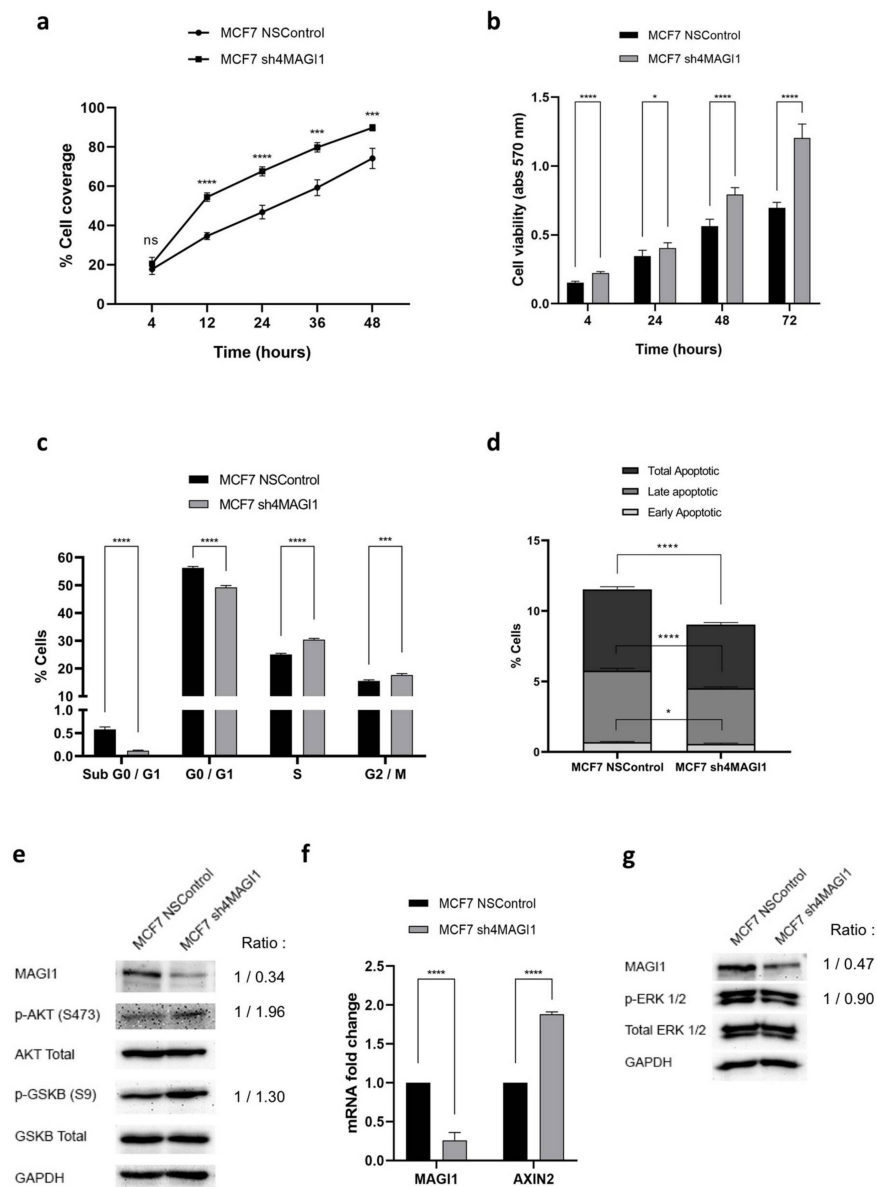 a
MCF7 NSControl
MCF7 sh4MAGI1
% Cell coverage
100
80
60
40
20
0
ns
****
****
***
***
4 12 24 36 48
Time (hours)
b
MCF7 NSControl
MCF7 sh4MAGI1
Cell viability (abs 570 nm)
1.5
1.0
0.5
0.0
**** * **** ****
4 24 48 72
Time (hours)
c
MCF7 NSControl
MCF7 sh4MAGI1
% Cells
60
50
40
30
20
10
1.0
0.5
0.0
**** **** **** ***
Sub G0 / G1 G0 / G1 S G2 / M
d
Total Apoptotic
Late apoptotic
Early Apoptotic
% Cells
15
10
5
0
****
****
*
MCF7 NSControl MCF7 sh4MAGI1
e
MCF7 NSControl
MCF7 sh4MAGI1
Ratio :
MAGI1 1 / 0.34
p-AKT (S473) 1 / 1.96
AKT Total
p-GSKB (S9) 1 / 1.30
GSKB Total
GAPDH
f
MCF7 NSControl
MCF7 sh4MAGI1
mRNA fold change
2.5
2.0
1.5
1.0
0.5
0.0
**** ****
MAGI1 AXIN2
g
MCF7 NSControl
MCF7 sh4MAGI1
Ratio :
MAGI1 1 / 0.47
p-ERK 1/2 1 / 0.90
Total ERK 1/2
GAPDH